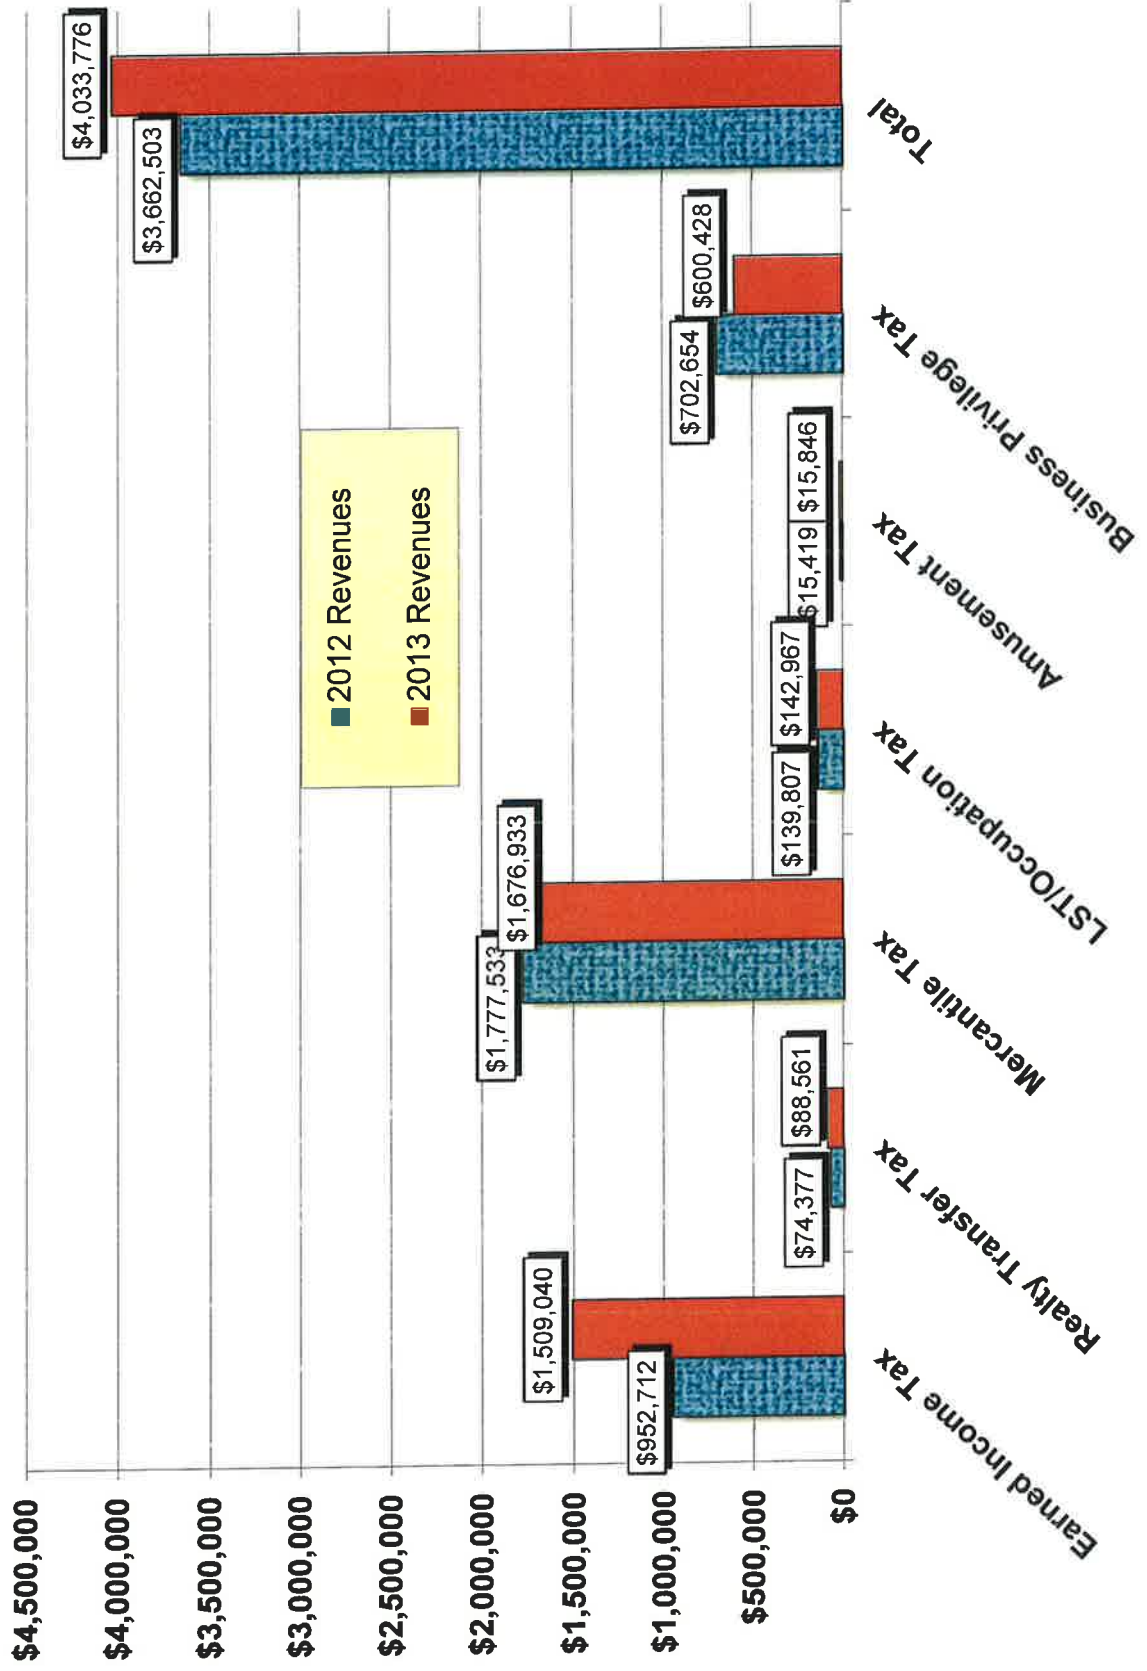 $4,500,000
$4,000,000
$3,500,000
$3,000,000
$2,500,000
$2,000,000
$1,500,000
$1,000,000
$500,000
$0
2012 Revenues
2013 Revenues
$952,712
$1,509,040
$74,377
$88,561
$1,777,533
$1,676,933
$139,807
$142,967
$15,419
$15,846
$702,654
$600,428
$3,662,503
$4,033,776
Earned Income Tax
Realty Transfer Tax
Mercantile Tax
LST/Occupation Tax
Amusement Tax
Business Privilege Tax
Total